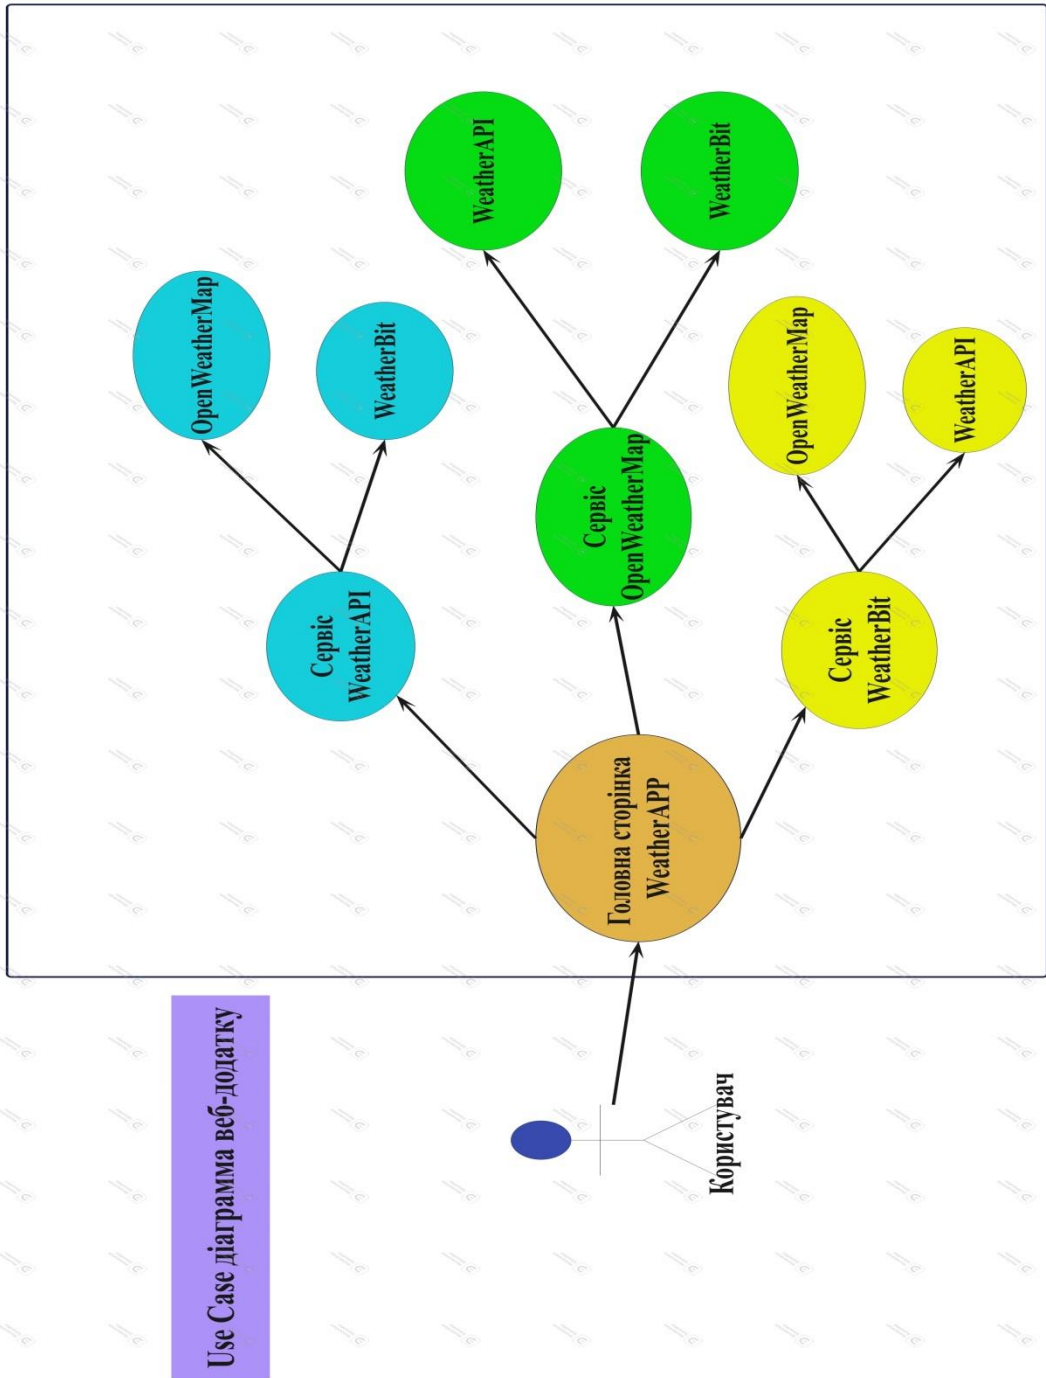 Use Case діаграмма веб-додатку
Користувач
Головна сторінка
WeatherAPP
Сервіс
WeatherAPI
OpenWeatherMap
WeatherBit
Сервіс
OpenWeatherMap
WeatherAPI
WeatherBit
Сервіс
WeatherBit
OpenWeatherMap
WeatherAPI